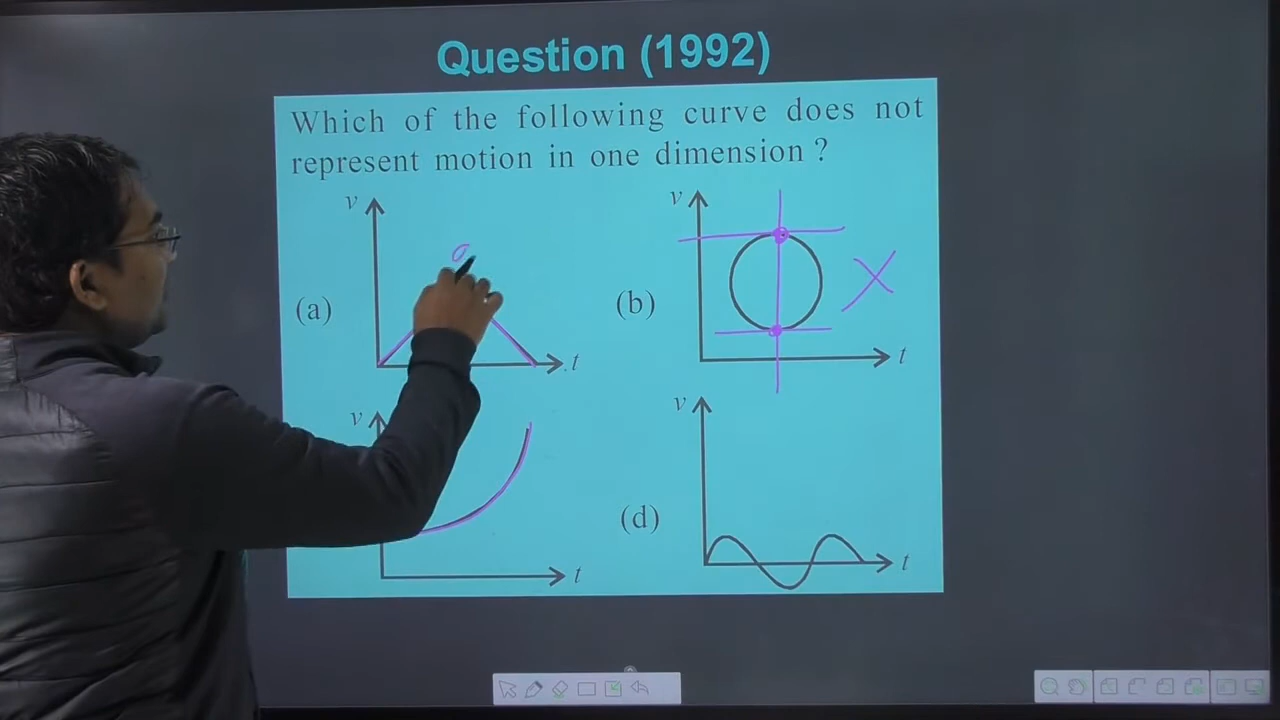 Question (1992)
Which of the following curve does not
represent motion in one dimension ?
v
v
(a)
(b)
t
t
v
v
(d)
t
t